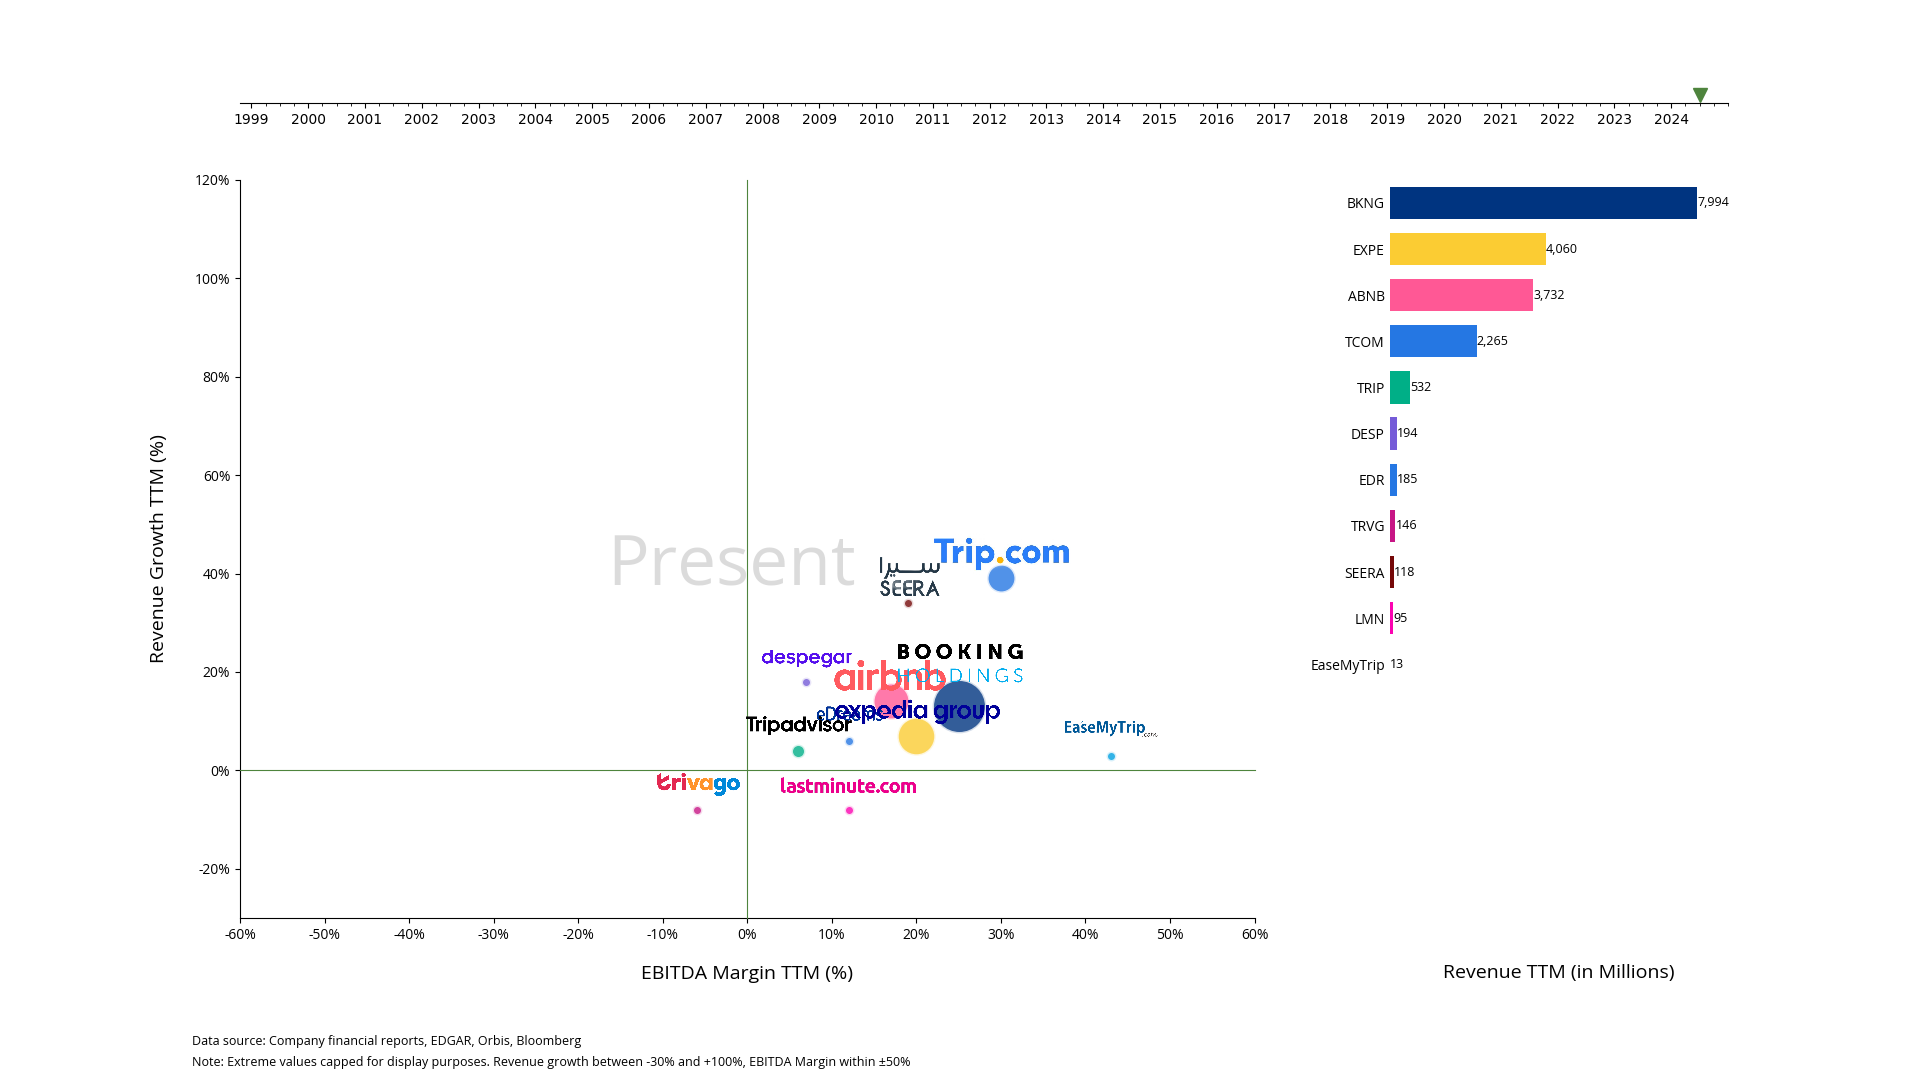 1999 2000 2001 2002 2003 2004 2005 2006 2007 2008 2009 2010 2011 2012 2013 2014 2015 2016 2017 2018 2019 2020 2021 2022 2023 2024
120%
100%
80%
60%
40%
20%
0%
-20%
Revenue Growth TTM (%)
Present
Trip.com
سيرا
SEERA
BOOKING
HOLDINGS
despegar
airbnb
expedia group
eDreams
Tripadvisor
EaseMyTrip
trivago
lastminute.com
-60% -50% -40% -30% -20% -10% 0% 10% 20% 30% 40% 50% 60%
EBITDA Margin TTM (%)
BKNG 7,994
EXPE 4,060
ABNB 3,732
TCOM 2,265
TRIP 532
DESP 194
EDR 185
TRVG 146
SEERA 118
LMN 95
EaseMyTrip 13
Revenue TTM (in Millions)
Data source: Company financial reports, EDGAR, Orbis, Bloomberg
Note: Extreme values capped for display purposes. Revenue growth between -30% and +100%, EBITDA Margin within ±50%